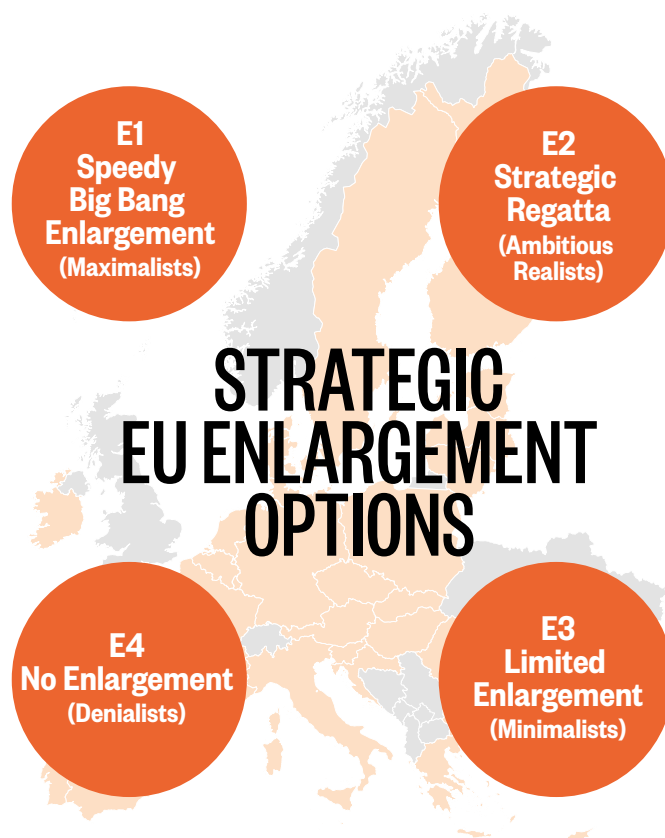 E1
Speedy
Big Bang
Enlargement
(Maximalists)
E2
Strategic
Regatta
(Ambitious
Realists)
STRATEGIC
EU ENLARGEMENT
OPTIONS
E4
No Enlargement
(Denialists)
E3
Limited
Enlargement
(Minimalists)